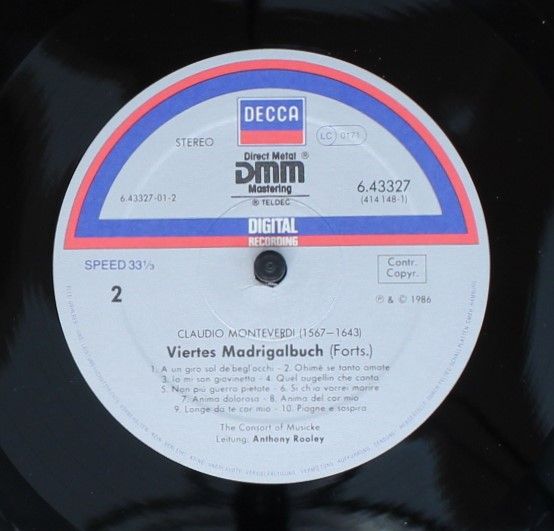 DECCA
STEREO
LC 0171
Direct Metal ®
DMM
Mastering
® TELDEC
6.43327-01-2
6.43327
(414 148-1)
DIGITAL
RECORDING
SPEED 33⅓
Contr.
Copyr.
2
℗ & © 1986
CLAUDIO MONTEVERDI (1567–1643)
Viertes Madrigalbuch (Forts.)
1. A un giro sol de begl'occhi – 2. Ohimè se tanto amate
3. Io mi son giovinetta – 4. Quel augellin che canta
5. Non più guerra pietate – 6. Si ch'io vorrei morire
7. Anima dolorosa – 8. Anima del cor mio
9. Longe da te cor mio – 10. Piagne e sospira
The Consort of Musicke
Leitung: Anthony Rooley